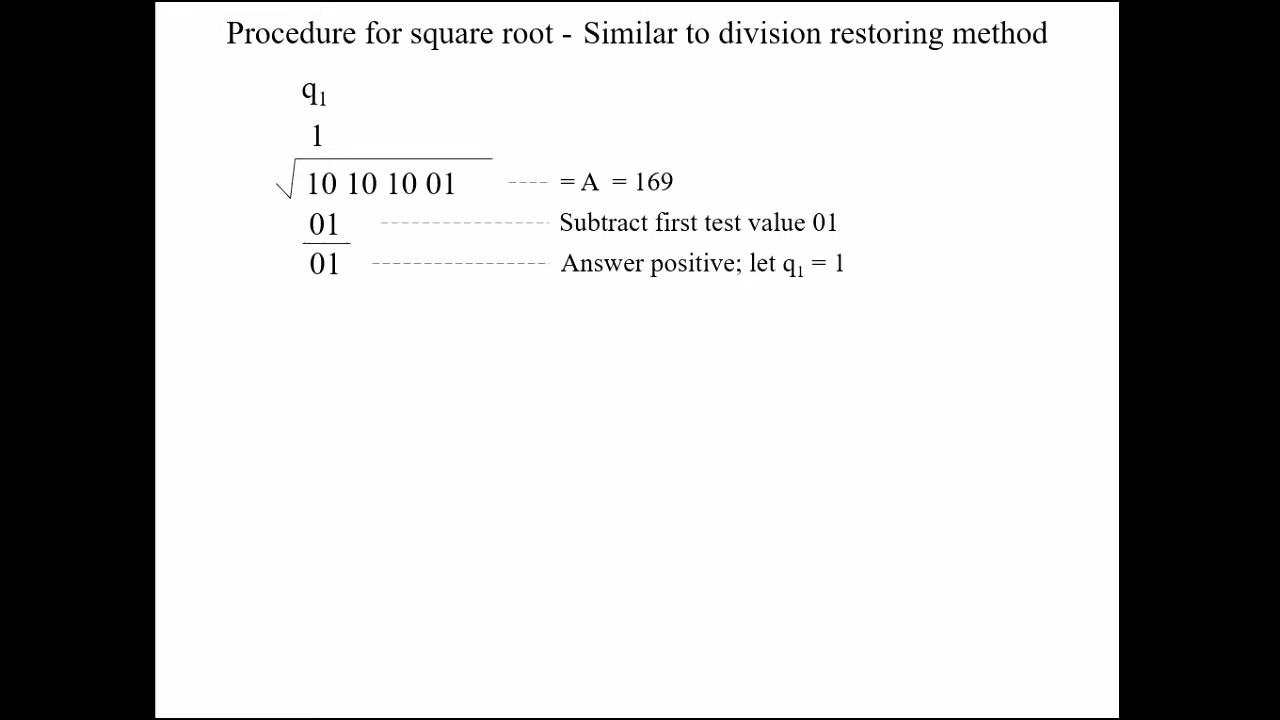 Procedure for square root - Similar to division restoring method
q₁
1
√10 10 10 01 = A = 169
01 Subtract first test value 01
01 Answer positive; let q₁ = 1